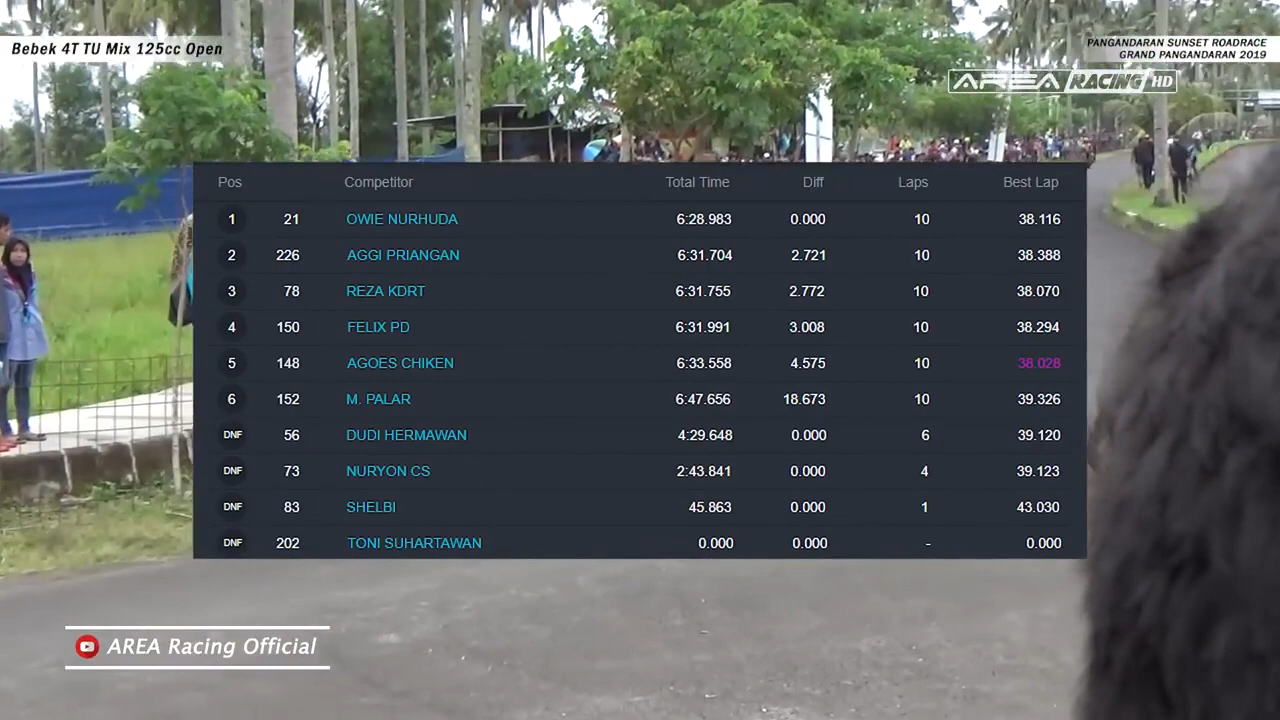 Bebek 4T TU Mix 125cc Open
PANGANDARAN SUNSET ROADRACE
GRAND PANGANDARAN 2019
AREA RACING HD
Pos Competitor Total Time Diff Laps Best Lap
1 21 OWIE NURHUDA 6:28.983 0.000 10 38.116
2 226 AGGI PRIANGAN 6:31.704 2.721 10 38.388
3 78 REZA KDRT 6:31.755 2.772 10 38.070
4 150 FELIX PD 6:31.991 3.008 10 38.294
5 148 AGOES CHIKEN 6:33.558 4.575 10 38.028
6 152 M. PALAR 6:47.656 18.673 10 39.326
DNF 56 DUDI HERMAWAN 4:29.648 0.000 6 39.120
DNF 73 NURYON CS 2:43.841 0.000 4 39.123
DNF 83 SHELBI 45.863 0.000 1 43.030
DNF 202 TONI SUHARTAWAN 0.000 0.000 - 0.000
AREA Racing Official